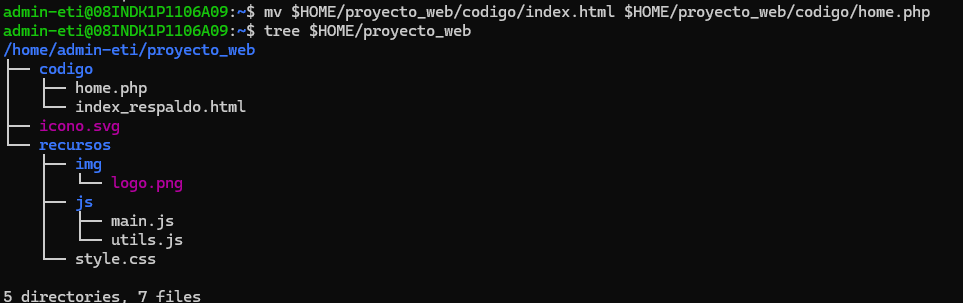 admin-eti@08INDK1P1106A09:~$ mv $HOME/proyecto_web/codigo/index.html $HOME/proyecto_web/codigo/home.php
admin-eti@08INDK1P1106A09:~$ tree $HOME/proyecto_web
/home/admin-eti/proyecto_web
├── codigo
│   ├── home.php
│   └── index_respaldo.html
├── icono.svg
└── recursos
    ├── img
    │   └── logo.png
    ├── js
    │   ├── main.js
    │   └── utils.js
    └── style.css
5 directories, 7 files